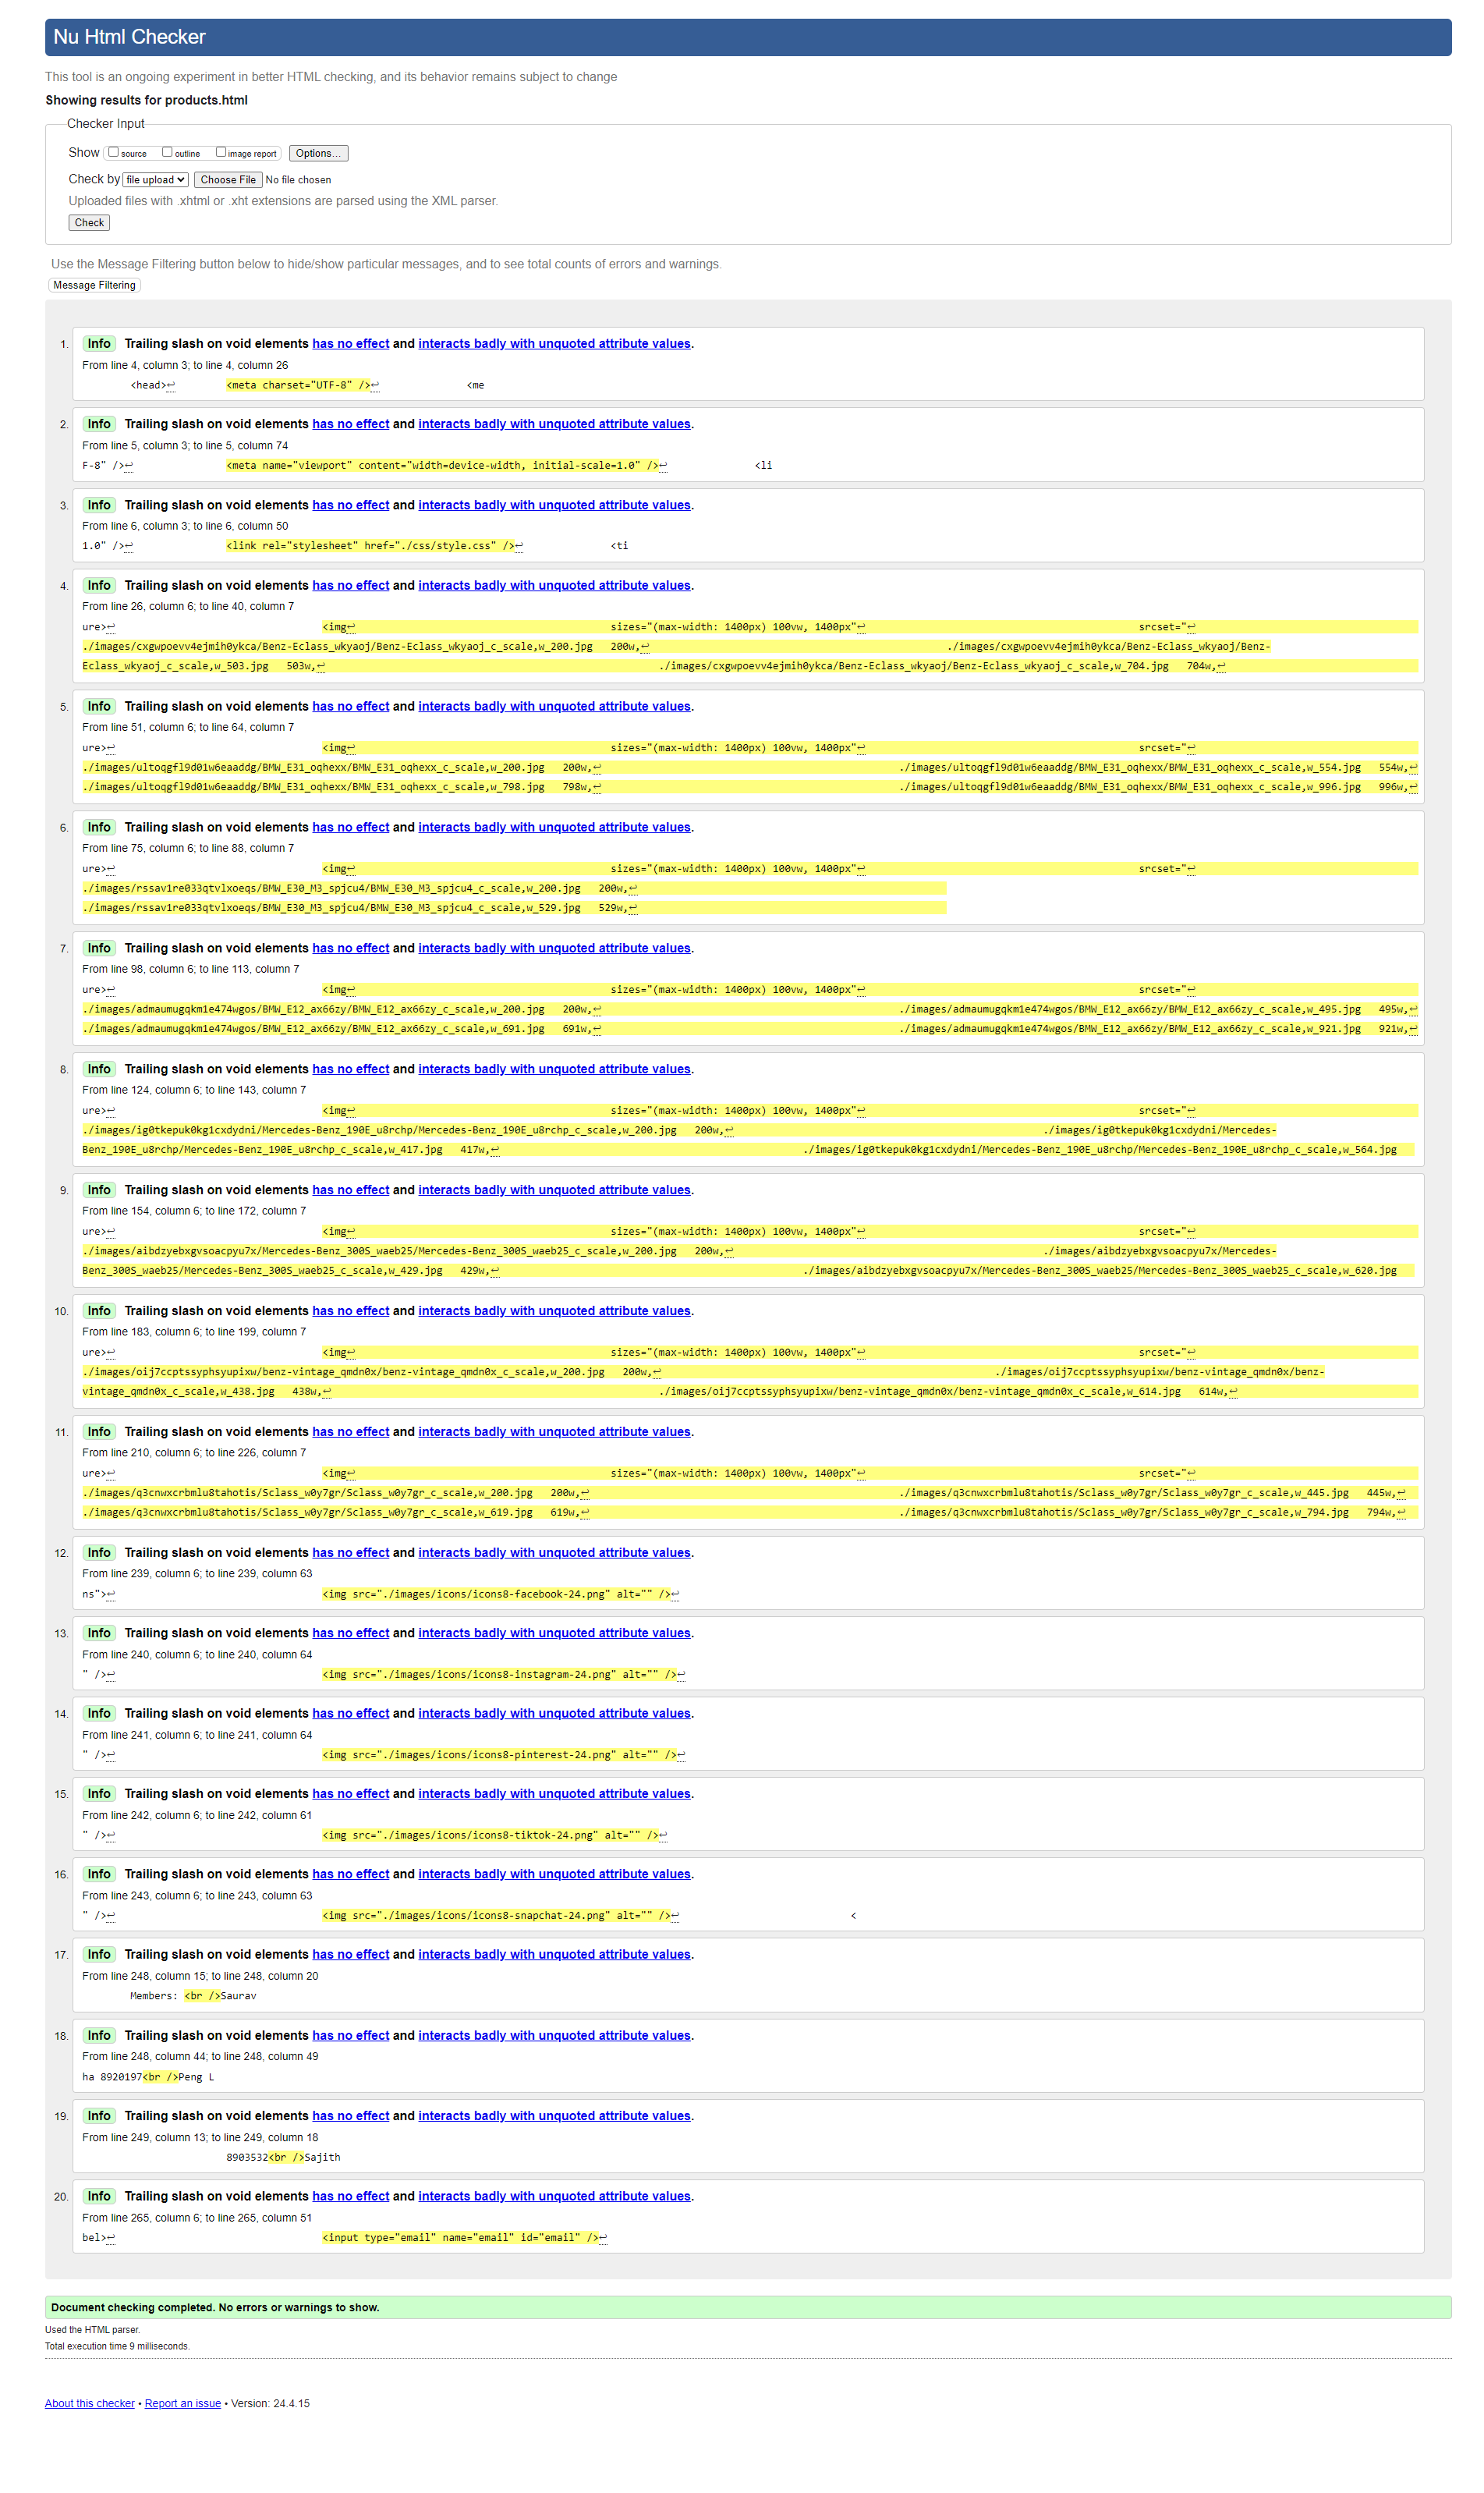 Nu Html Checker
This tool is an ongoing experiment in better HTML checking, and its behavior remains subject to change
Showing results for products.html
Checker Input
Show source outline image report Options...
Check by file upload Choose File No file chosen
Uploaded files with .xhtml or .xht extensions are parsed using the XML parser.
Check
Use the Message Filtering button below to hide/show particular messages, and to see total counts of errors and warnings.
Message Filtering
1. Info Trailing slash on void elements has no effect and interacts badly with unquoted attribute values.
From line 4, column 3; to line 4, column 26
<head>↩ <meta charset="UTF-8" />↩ <me
2. Info Trailing slash on void elements has no effect and interacts badly with unquoted attribute values.
From line 5, column 3; to line 5, column 74
F-8" />↩ <meta name="viewport" content="width=device-width, initial-scale=1.0" />↩ <li
3. Info Trailing slash on void elements has no effect and interacts badly with unquoted attribute values.
From line 6, column 3; to line 6, column 50
1.0" />↩ <link rel="stylesheet" href="./css/style.css" />↩ <ti
4. Info Trailing slash on void elements has no effect and interacts badly with unquoted attribute values.
From line 26, column 6; to line 40, column 7
ure>↩ <img↩ sizes="(max-width: 1400px) 100vw, 1400px"↩ srcset="↩
./images/cxgwpoevv4ejmih0ykca/Benz-Eclass_wkyaoj/Benz-Eclass_wkyaoj_c_scale,w_200.jpg 200w,↩ ./images/cxgwpoevv4ejmih0ykca/Benz-Eclass_wkyaoj/Benz-
Eclass_wkyaoj_c_scale,w_503.jpg 503w,↩ ./images/cxgwpoevv4ejmih0ykca/Benz-Eclass_wkyaoj/Benz-Eclass_wkyaoj_c_scale,w_704.jpg 704w,↩
5. Info Trailing slash on void elements has no effect and interacts badly with unquoted attribute values.
From line 51, column 6; to line 64, column 7
ure>↩ <img↩ sizes="(max-width: 1400px) 100vw, 1400px"↩ srcset="↩
./images/ultoqgfl9d01w6eaaddg/BMW_E31_oqhexx/BMW_E31_oqhexx_c_scale,w_200.jpg 200w,↩ ./images/ultoqgfl9d01w6eaaddg/BMW_E31_oqhexx/BMW_E31_oqhexx_c_scale,w_554.jpg 554w,↩
./images/ultoqgfl9d01w6eaaddg/BMW_E31_oqhexx/BMW_E31_oqhexx_c_scale,w_798.jpg 798w,↩ ./images/ultoqgfl9d01w6eaaddg/BMW_E31_oqhexx/BMW_E31_oqhexx_c_scale,w_996.jpg 996w,↩
6. Info Trailing slash on void elements has no effect and interacts badly with unquoted attribute values.
From line 75, column 6; to line 88, column 7
ure>↩ <img↩ sizes="(max-width: 1400px) 100vw, 1400px"↩ srcset="↩
./images/rssav1re033qtvlxoeqs/BMW_E30_M3_spjcu4/BMW_E30_M3_spjcu4_c_scale,w_200.jpg 200w,↩
./images/rssav1re033qtvlxoeqs/BMW_E30_M3_spjcu4/BMW_E30_M3_spjcu4_c_scale,w_529.jpg 529w,↩
7. Info Trailing slash on void elements has no effect and interacts badly with unquoted attribute values.
From line 98, column 6; to line 113, column 7
ure>↩ <img↩ sizes="(max-width: 1400px) 100vw, 1400px"↩ srcset="↩
./images/admaumugqkm1e474wgos/BMW_E12_ax66zy/BMW_E12_ax66zy_c_scale,w_200.jpg 200w,↩ ./images/admaumugqkm1e474wgos/BMW_E12_ax66zy/BMW_E12_ax66zy_c_scale,w_495.jpg 495w,↩
./images/admaumugqkm1e474wgos/BMW_E12_ax66zy/BMW_E12_ax66zy_c_scale,w_691.jpg 691w,↩ ./images/admaumugqkm1e474wgos/BMW_E12_ax66zy/BMW_E12_ax66zy_c_scale,w_921.jpg 921w,↩
8. Info Trailing slash on void elements has no effect and interacts badly with unquoted attribute values.
From line 124, column 6; to line 143, column 7
ure>↩ <img↩ sizes="(max-width: 1400px) 100vw, 1400px"↩ srcset="↩
./images/ig0tkepuk0kg1cxdydni/Mercedes-Benz_190E_u8rchp/Mercedes-Benz_190E_u8rchp_c_scale,w_200.jpg 200w,↩ ./images/ig0tkepuk0kg1cxdydni/Mercedes-
Benz_190E_u8rchp/Mercedes-Benz_190E_u8rchp_c_scale,w_417.jpg 417w,↩ ./images/ig0tkepuk0kg1cxdydni/Mercedes-Benz_190E_u8rchp/Mercedes-Benz_190E_u8rchp_c_scale,w_564.jpg
9. Info Trailing slash on void elements has no effect and interacts badly with unquoted attribute values.
From line 154, column 6; to line 172, column 7
ure>↩ <img↩ sizes="(max-width: 1400px) 100vw, 1400px"↩ srcset="↩
./images/aibdzyebxgvsoacpyu7x/Mercedes-Benz_300S_waeb25/Mercedes-Benz_300S_waeb25_c_scale,w_200.jpg 200w,↩ ./images/aibdzyebxgvsoacpyu7x/Mercedes-
Benz_300S_waeb25/Mercedes-Benz_300S_waeb25_c_scale,w_429.jpg 429w,↩ ./images/aibdzyebxgvsoacpyu7x/Mercedes-Benz_300S_waeb25/Mercedes-Benz_300S_waeb25_c_scale,w_620.jpg
10. Info Trailing slash on void elements has no effect and interacts badly with unquoted attribute values.
From line 183, column 6; to line 199, column 7
ure>↩ <img↩ sizes="(max-width: 1400px) 100vw, 1400px"↩ srcset="↩
./images/oij7ccptssyphsyupixw/benz-vintage_qmdn0x/benz-vintage_qmdn0x_c_scale,w_200.jpg 200w,↩ ./images/oij7ccptssyphsyupixw/benz-vintage_qmdn0x/benz-
vintage_qmdn0x_c_scale,w_438.jpg 438w,↩ ./images/oij7ccptssyphsyupixw/benz-vintage_qmdn0x/benz-vintage_qmdn0x_c_scale,w_614.jpg 614w,↩
11. Info Trailing slash on void elements has no effect and interacts badly with unquoted attribute values.
From line 210, column 6; to line 226, column 7
ure>↩ <img↩ sizes="(max-width: 1400px) 100vw, 1400px"↩ srcset="↩
./images/q3cnwxcrbmlu8tahotis/Sclass_w0y7gr/Sclass_w0y7gr_c_scale,w_200.jpg 200w,↩ ./images/q3cnwxcrbmlu8tahotis/Sclass_w0y7gr/Sclass_w0y7gr_c_scale,w_445.jpg 445w,↩
./images/q3cnwxcrbmlu8tahotis/Sclass_w0y7gr/Sclass_w0y7gr_c_scale,w_619.jpg 619w,↩ ./images/q3cnwxcrbmlu8tahotis/Sclass_w0y7gr/Sclass_w0y7gr_c_scale,w_794.jpg 794w,↩
12. Info Trailing slash on void elements has no effect and interacts badly with unquoted attribute values.
From line 239, column 6; to line 239, column 63
ns">↩ <img src="./images/icons/icons8-facebook-24.png" alt="" />↩
13. Info Trailing slash on void elements has no effect and interacts badly with unquoted attribute values.
From line 240, column 6; to line 240, column 64
" />↩ <img src="./images/icons/icons8-instagram-24.png" alt="" />↩
14. Info Trailing slash on void elements has no effect and interacts badly with unquoted attribute values.
From line 241, column 6; to line 241, column 64
" />↩ <img src="./images/icons/icons8-pinterest-24.png" alt="" />↩
15. Info Trailing slash on void elements has no effect and interacts badly with unquoted attribute values.
From line 242, column 6; to line 242, column 61
" />↩ <img src="./images/icons/icons8-tiktok-24.png" alt="" />↩
16. Info Trailing slash on void elements has no effect and interacts badly with unquoted attribute values.
From line 243, column 6; to line 243, column 63
" />↩ <img src="./images/icons/icons8-snapchat-24.png" alt="" />↩ <
17. Info Trailing slash on void elements has no effect and interacts badly with unquoted attribute values.
From line 248, column 15; to line 248, column 20
Members: <br />Saurav
18. Info Trailing slash on void elements has no effect and interacts badly with unquoted attribute values.
From line 248, column 44; to line 248, column 49
ha 8920197<br />Peng L
19. Info Trailing slash on void elements has no effect and interacts badly with unquoted attribute values.
From line 249, column 13; to line 249, column 18
8903532<br />Sajith
20. Info Trailing slash on void elements has no effect and interacts badly with unquoted attribute values.
From line 265, column 6; to line 265, column 51
bel>↩ <input type="email" name="email" id="email" />↩
Document checking completed. No errors or warnings to show.
Used the HTML parser.
Total execution time 9 milliseconds.
About this checker • Report an issue • Version: 24.4.15